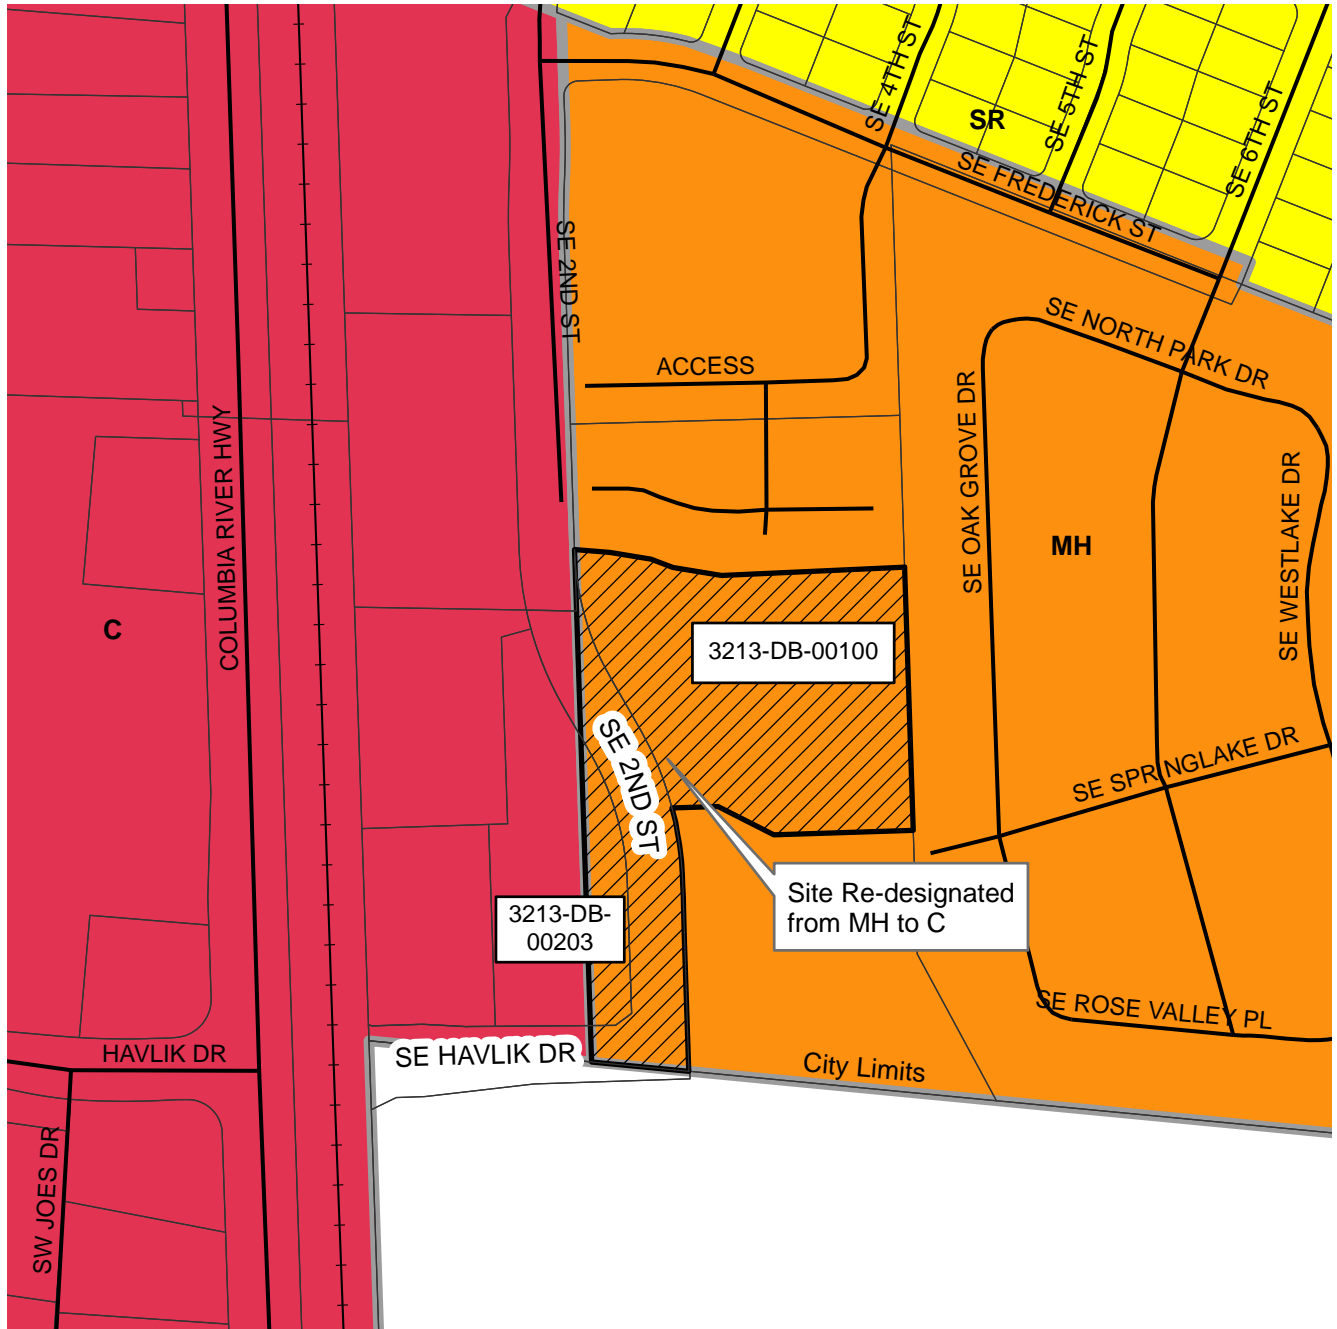 SE 4TH ST
SE 5TH ST
SE 6TH ST
SR
SE FREDERICK ST
SE 2ND ST
SE NORTH PARK DR
ACCESS
SE OAK GROVE DR
COLUMBIA RIVER HWY
SE WESTLAKE DR
MH
C
3213-DB-00100
SE 2ND ST
SE SPRINGLAKE DR
Site Re-designated
from MH to C
3213-DB-
00203
SE ROSE VALLEY PL
HAVLIK DR
SE HAVLIK DR
City Limits
SW JOES DR